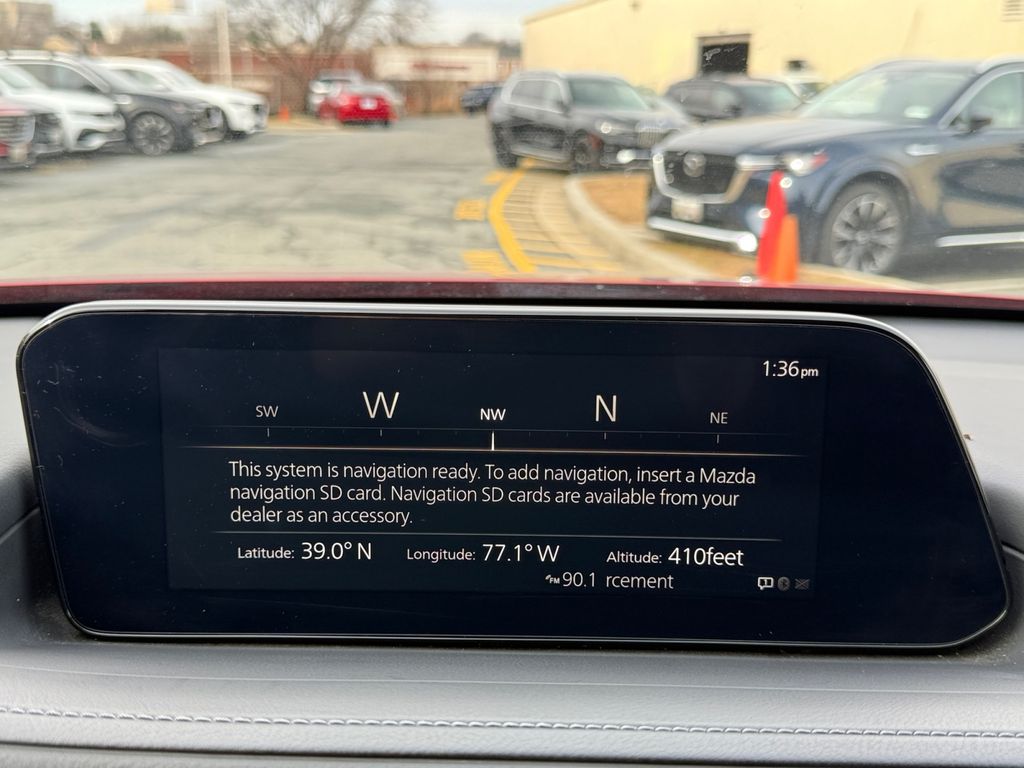 1:36pm
SW W NW N NE
This system is navigation ready. To add navigation, insert a Mazda
navigation SD card. Navigation SD cards are available from your
dealer as an accessory.
Latitude: 39.0° N Longitude: 77.1° W Altitude: 410feet
FM 90.1 rcement